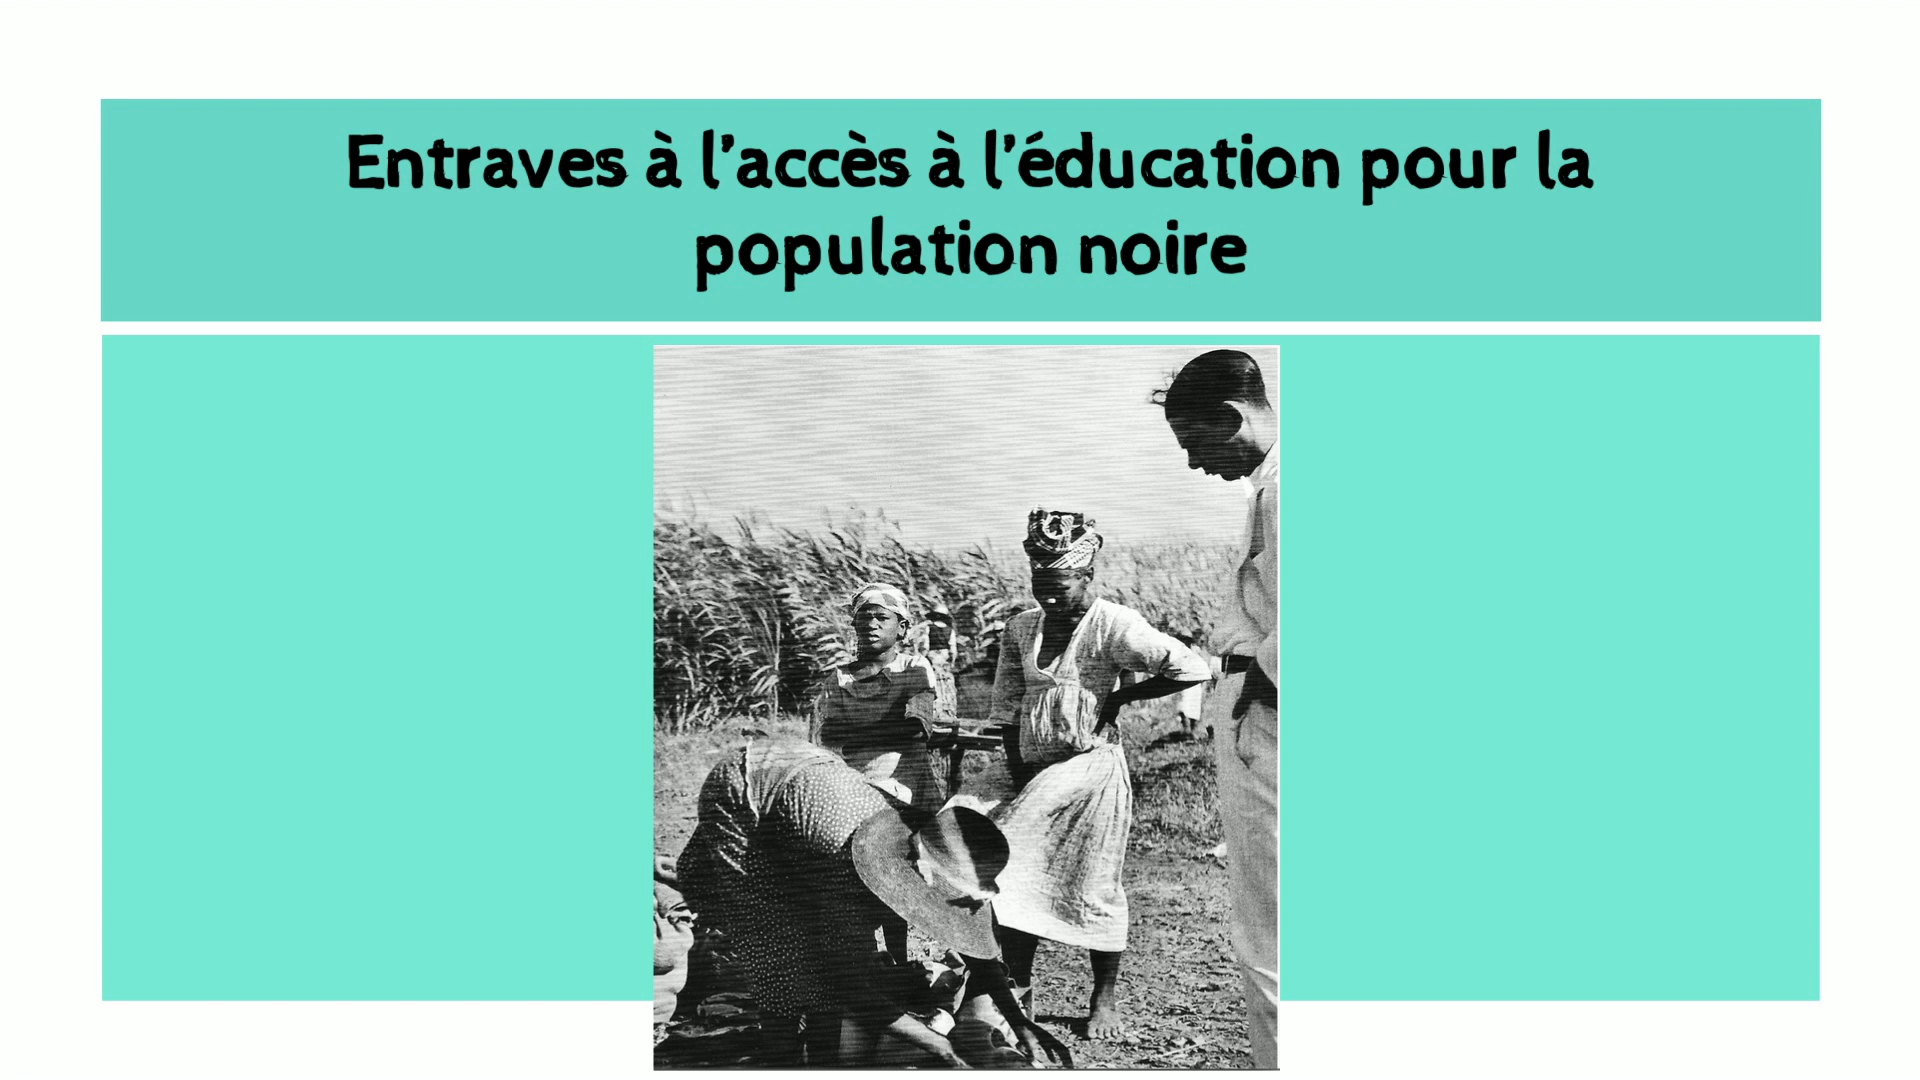 Entraves à l’accès à l’éducation pour la
population noire